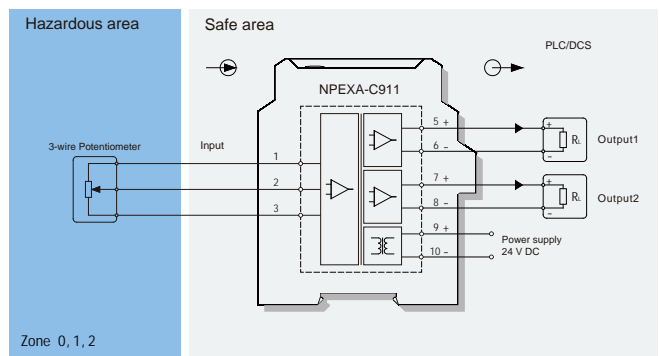 Hazardous area
Safe area
PLC/DCS
NPEXA-C911
3-wire Potentiometer
Input
1
2
3
5 +
6 –
7 +
8 –
9 +
10 –
+
RL
–
Output1
+
RL
–
Output2
Power supply
24 V DC
Zone 0, 1, 2